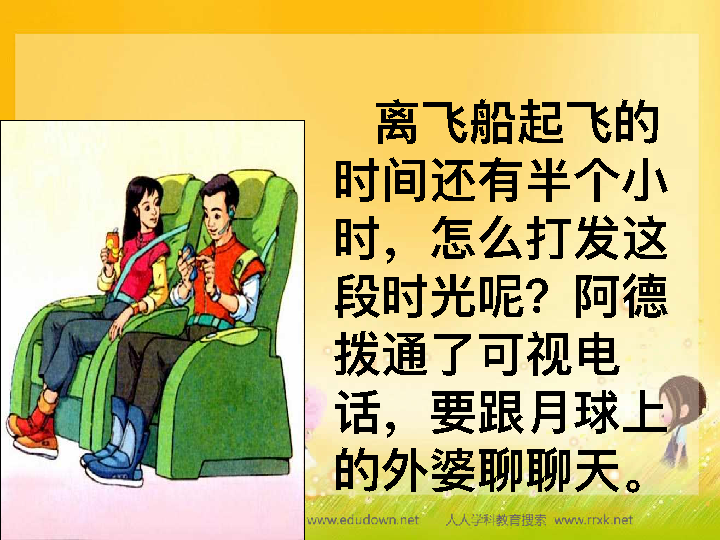 离飞船起飞的
时间还有半个小
时，怎么打发这
段时光呢？阿德
拨通了可视电
话，要跟月球上
的外婆聊聊天。
www.edudown.net 人人学科教育搜索 www.rrxk.net